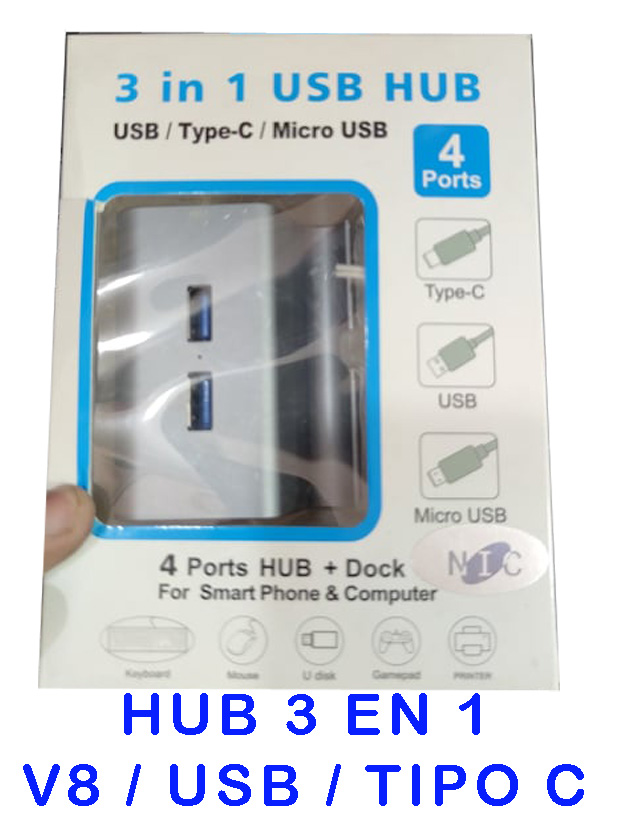 3 in 1 USB HUB
USB / Type-C / Micro USB
4
Ports
Type-C
USB
Micro USB
NIC
4 Ports HUB + Dock
For Smart Phone & Computer
Keyboard
Mouse
U disk
Gamepad
PRINTER
HUB 3 EN 1
V8 / USB / TIPO C